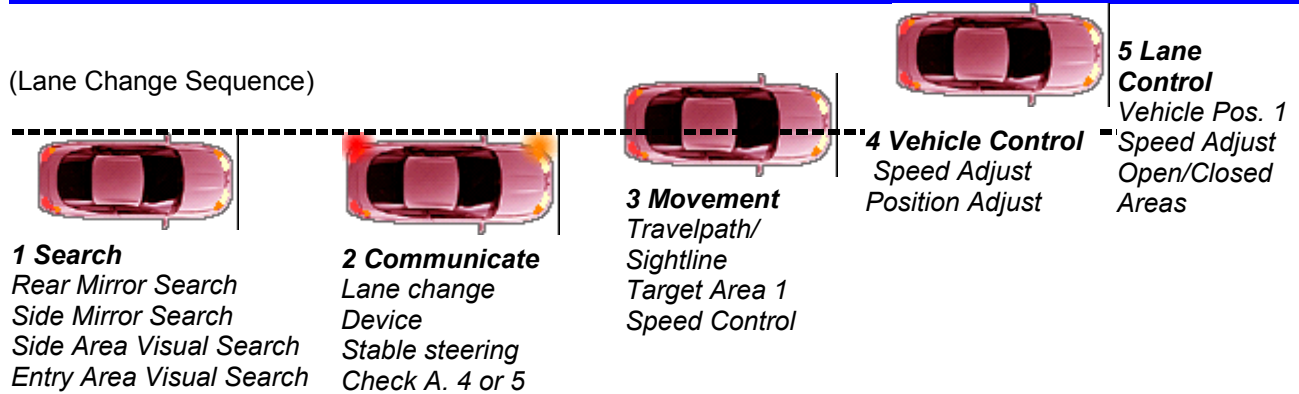 (Lane Change Sequence)
1 Search
Rear Mirror Search
Side Mirror Search
Side Area Visual Search
Entry Area Visual Search
2 Communicate
Lane change
Device
Stable steering
Check A. 4 or 5
3 Movement
Travelpath/
Sightline
Target Area 1
Speed Control
4 Vehicle Control
Speed Adjust
Position Adjust
5 Lane
Control
Vehicle Pos. 1
Speed Adjust
Open/Closed
Areas